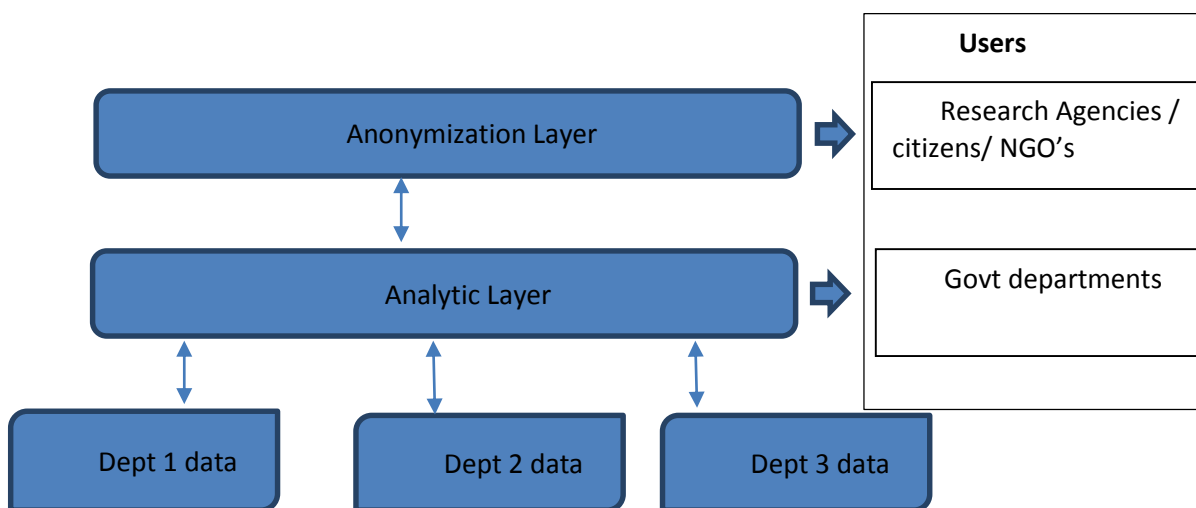 Users
Anonymization Layer
Research Agencies /
citizens/ NGO’s
Analytic Layer
Govt departments
Dept 1 data
Dept 2 data
Dept 3 data